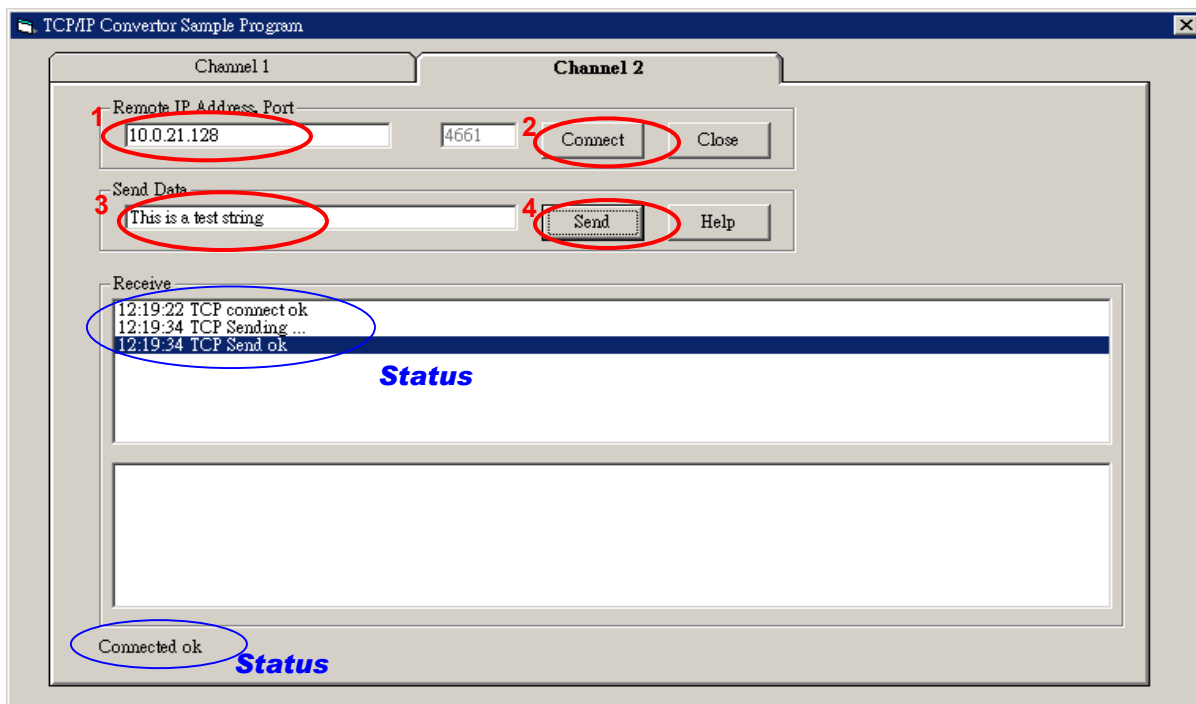 TCP/IP Convertor Sample Program
Channel 1
Channel 2
Remote IP Address, Port
1
10.0.21.128
4661
2
Connect
Close
Send Data
3
This is a test string
4
Send
Help
Receive
12:19:22 TCP connect ok
12:19:34 TCP Sending ...
12:19:34 TCP Send ok
Status
Connected ok
Status